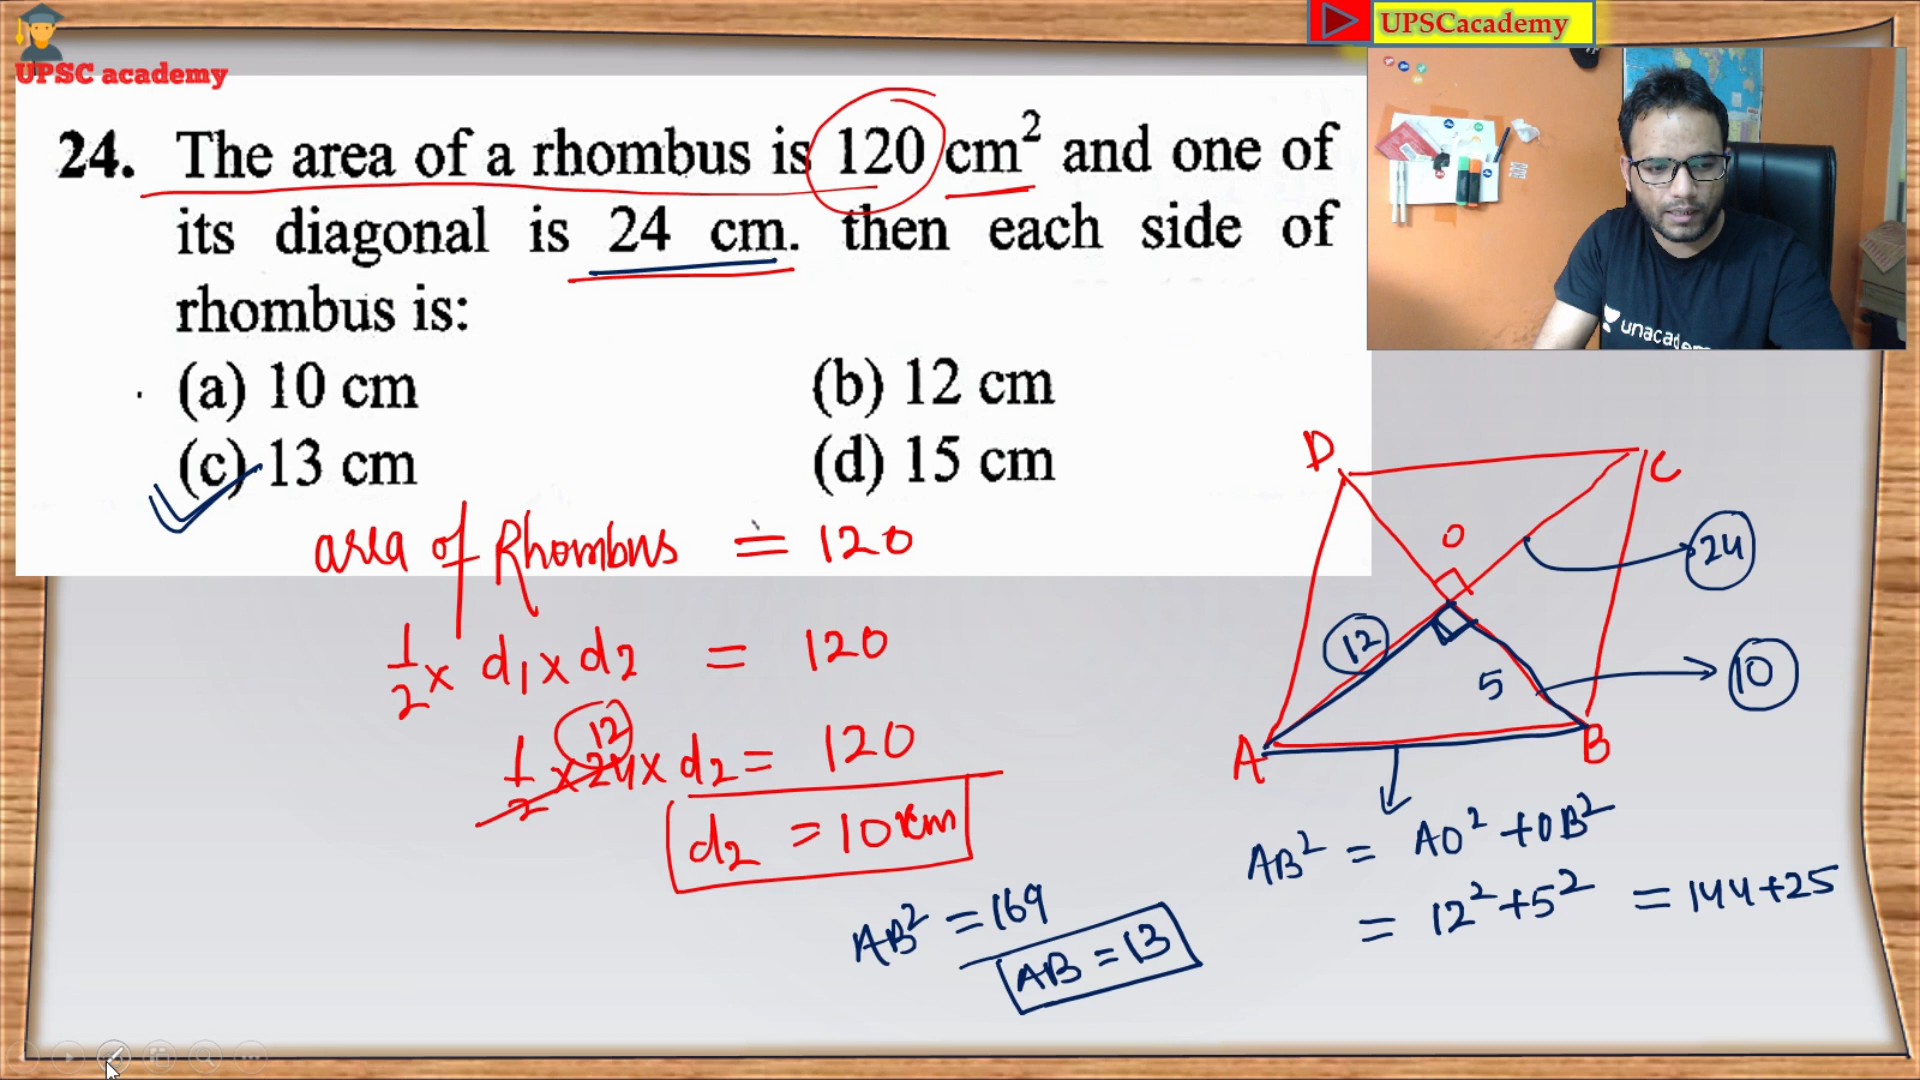 UPSCacademy
UPSC academy
24. The area of a rhombus is 120 cm² and one of
its diagonal is 24 cm. then each side of
rhombus is:
(a) 10 cm
(b) 12 cm
(c) 13 cm
(d) 15 cm
area of Rhombus = 120
1/2 × d₁ × d₂ = 120
12
1/2 × 24 × d₂ = 120
d₂ = 10 cm
D
C
O
24
12
5
10
A
B
AB² = AO² + OB²
= 12² + 5² = 144 + 25
AB² = 169
AB = 13
unacadem